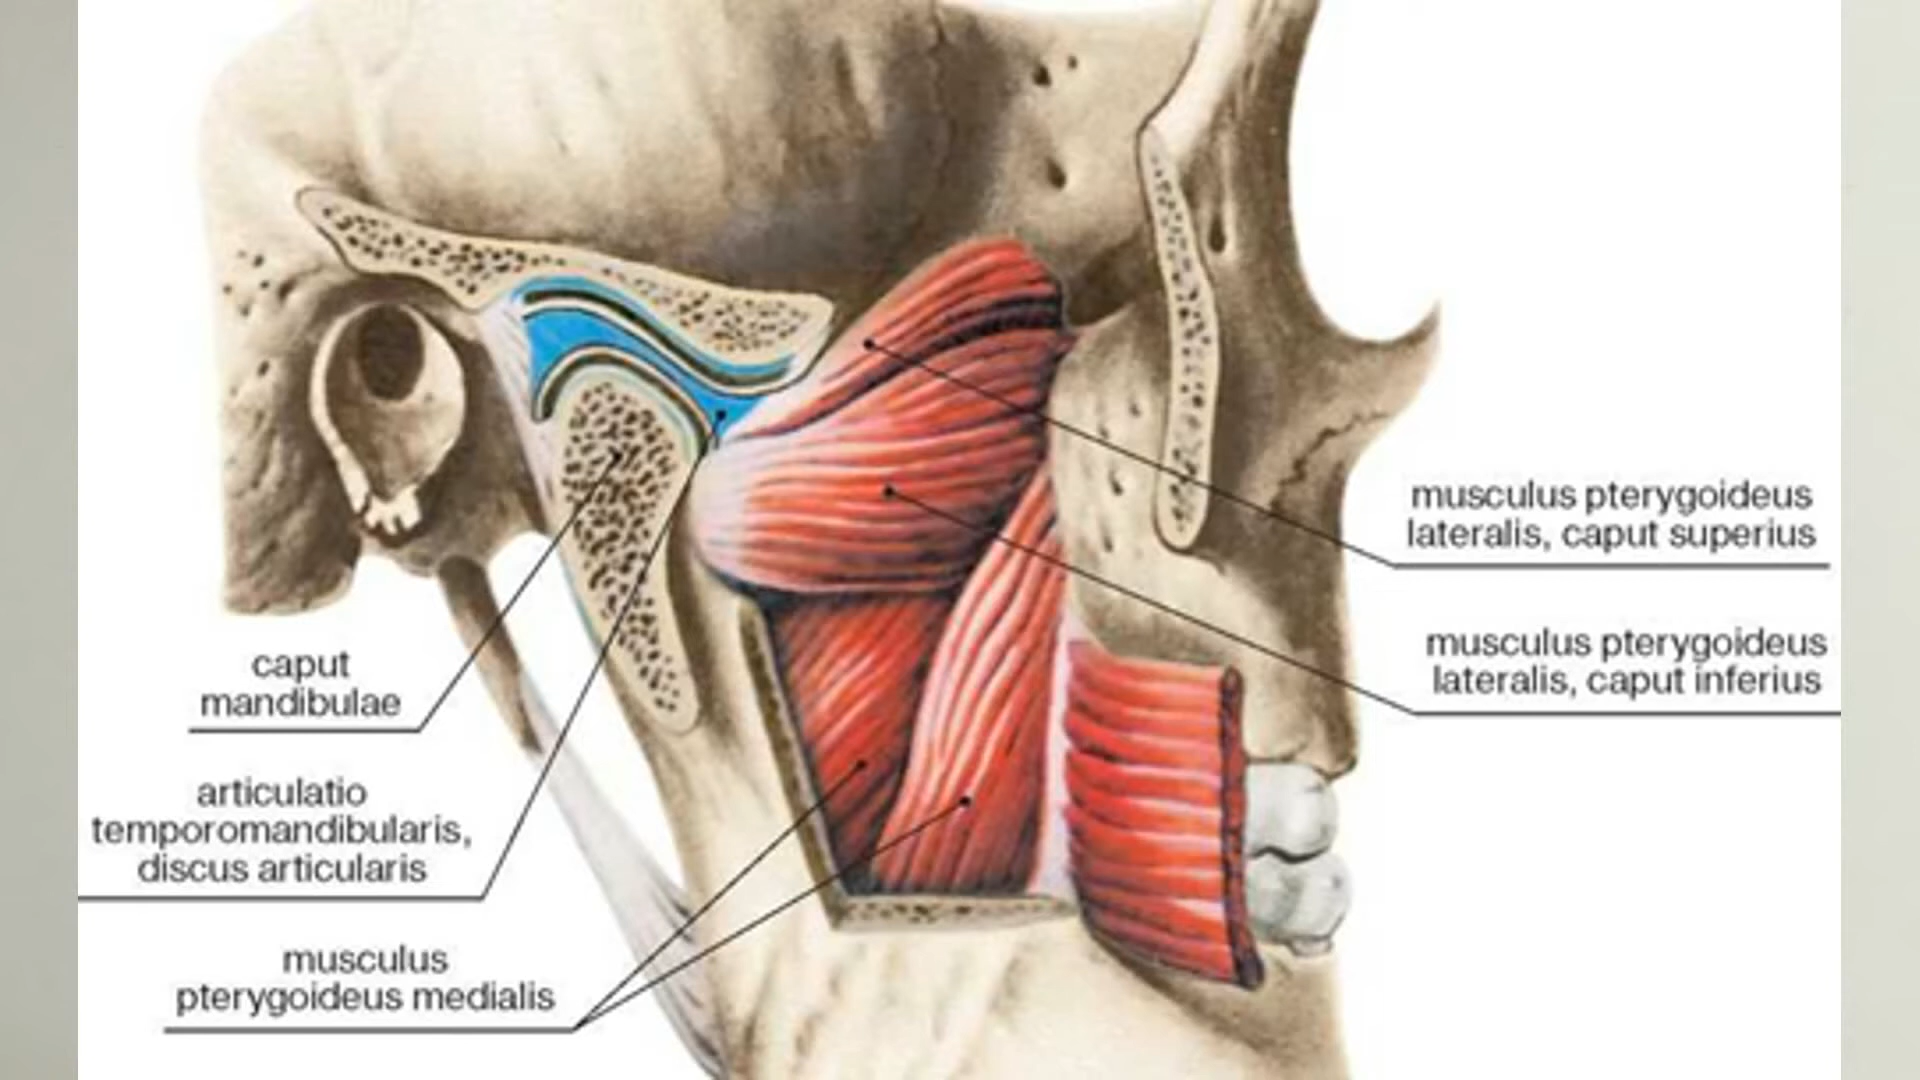 musculus pterygoideus
lateralis, caput superius
musculus pterygoideus
lateralis, caput inferius
caput
mandibulae
articulatio
temporomandibularis,
discus articularis
musculus
pterygoideus medialis